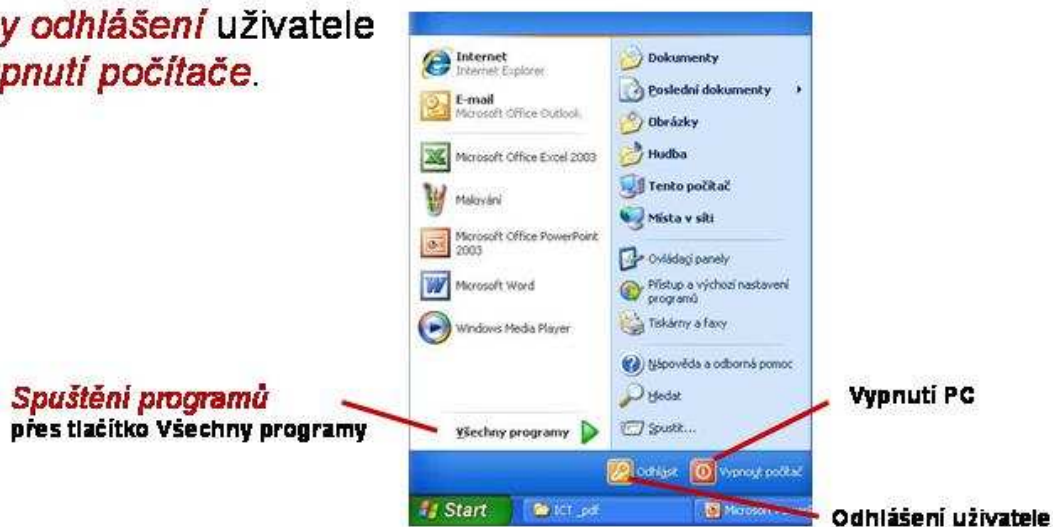 y odhlášení uživatele
pnutí počítače.
Internet
Internet Explorer
E-mail
Microsoft Office Outlook
Microsoft Office Excel 2003
Malování
Microsoft Office PowerPoint
2003
Microsoft Word
Windows Media Player
Všechny programy
Dokumenty
Poslední dokumenty
Obrázky
Hudba
Tento počítač
Místa v síti
Ovládací panely
Přístup a výchozí nastavení
programů
Tiskárny a faxy
Nápověda a odborná pomoc
Hledat
Spustit...
Odhlásit
Vypnout počítač
Start
ICT_pdf
Microsoft
Spuštění programů
přes tlačítko Všechny programy
Vypnutí PC
Odhlášení uživatele